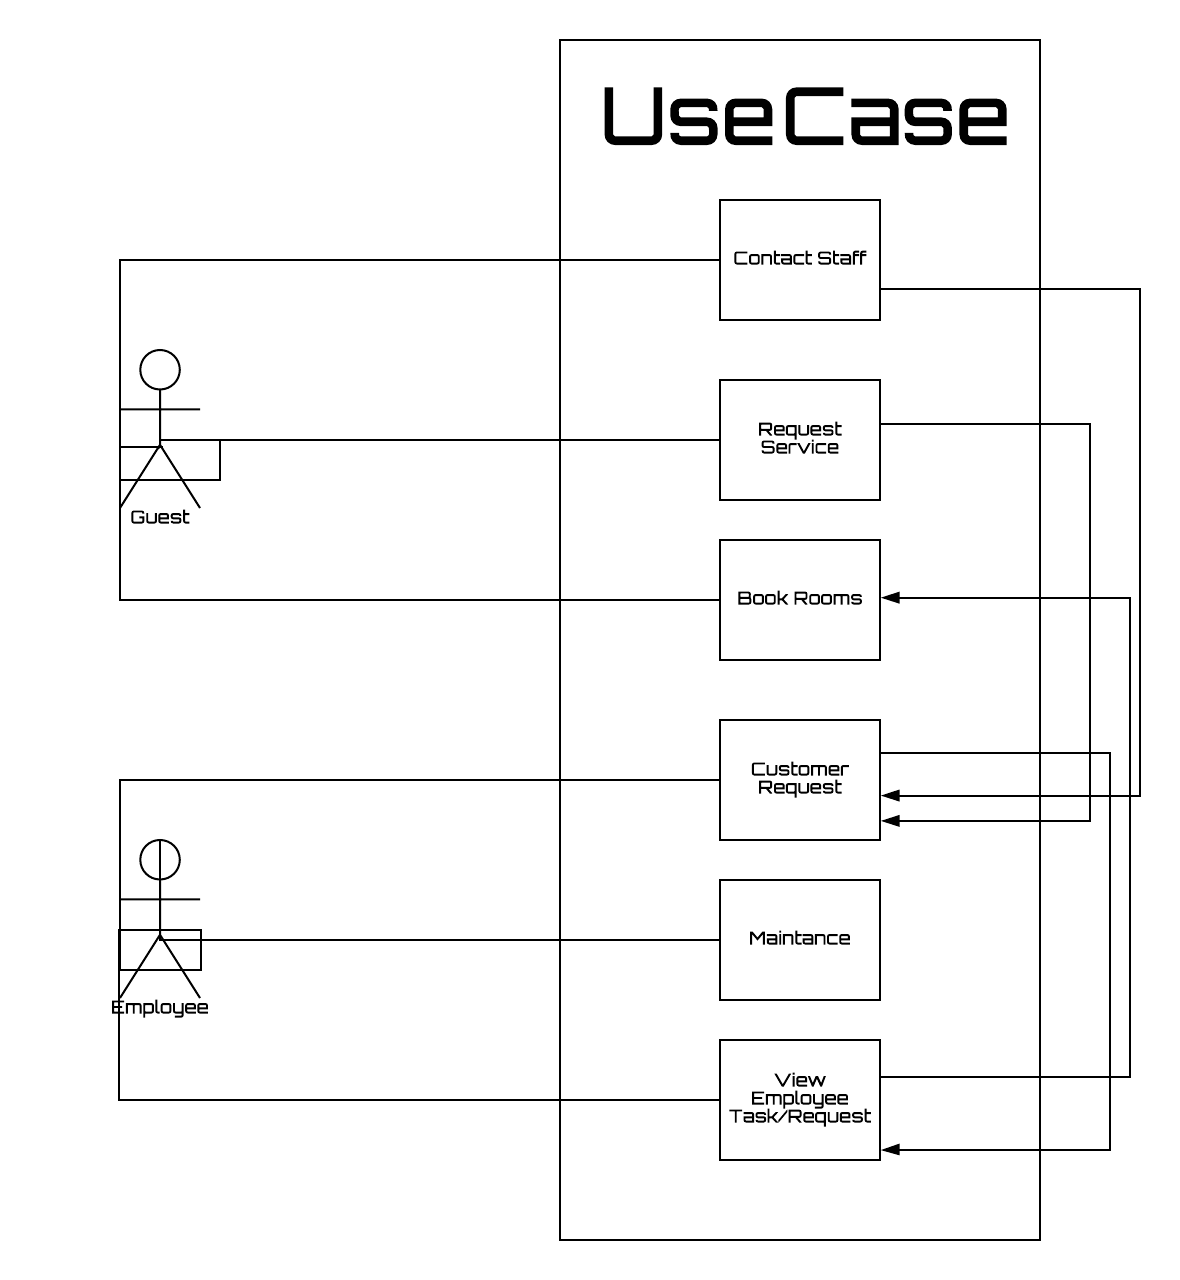 UseCase
Contact Staff
Request
Service
Guest
Book Rooms
Customer
Request
Maintance
Employee
View
Employee
Task/Request